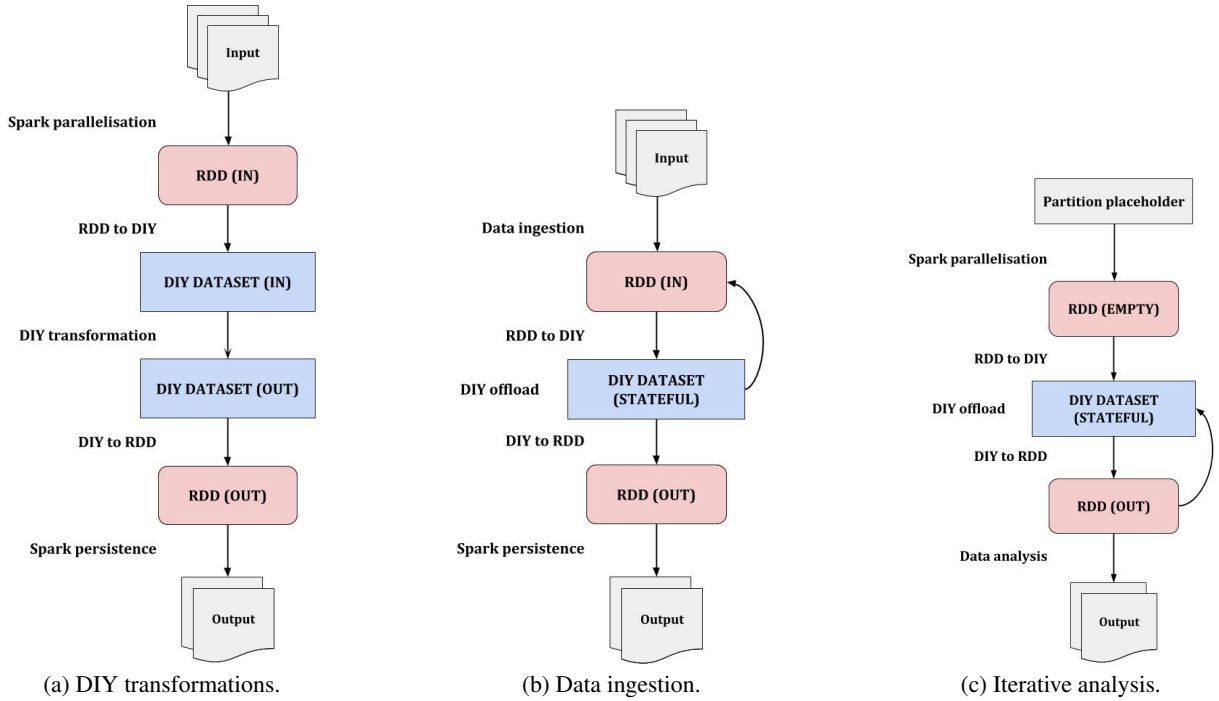 Input
Spark parallelisation
RDD (IN)
RDD to DIY
DIY DATASET (IN)
DIY transformation
DIY DATASET (OUT)
DIY to RDD
RDD (OUT)
Spark persistence
Output
(a) DIY transformations.
Input
Data ingestion
RDD (IN)
RDD to DIY
DIY offload
DIY DATASET
(STATEFUL)
DIY to RDD
RDD (OUT)
Spark persistence
Output
(b) Data ingestion.
Partition placeholder
Spark parallelisation
RDD (EMPTY)
RDD to DIY
DIY offload
DIY DATASET
(STATEFUL)
DIY to RDD
RDD (OUT)
Data analysis
Output
(c) Iterative analysis.